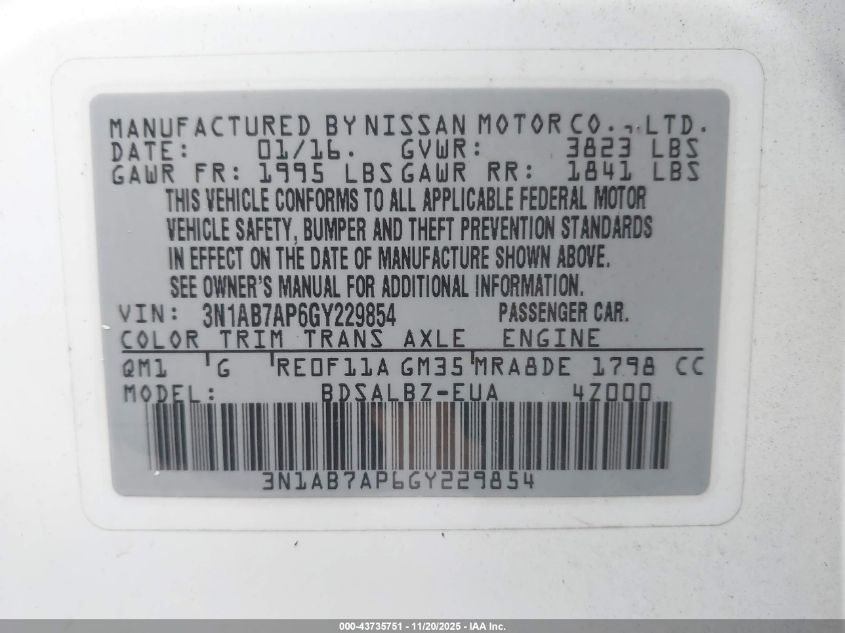 MANUFACTURED BY NISSAN MOTOR CO., LTD.
DATE: 01/16. GVWR: 3823 LBS
GAWR FR: 1995 LBS GAWR RR: 1841 LBS
THIS VEHICLE CONFORMS TO ALL APPLICABLE FEDERAL MOTOR
VEHICLE SAFETY, BUMPER AND THEFT PREVENTION STANDARDS
IN EFFECT ON THE DATE OF MANUFACTURE SHOWN ABOVE.
SEE OWNER'S MANUAL FOR ADDITIONAL INFORMATION.
VIN: 3N1AB7AP6GY229854 PASSENGER CAR.
COLOR TRIM TRANS AXLE ENGINE
QM1 G RE0F11A GM35 MRA8DE 1798 CC
MODEL: BDSALBZ-EUA 4Z000
3N1AB7AP6GY229854
000-43735751 - 11/20/2025 - IAA Inc.